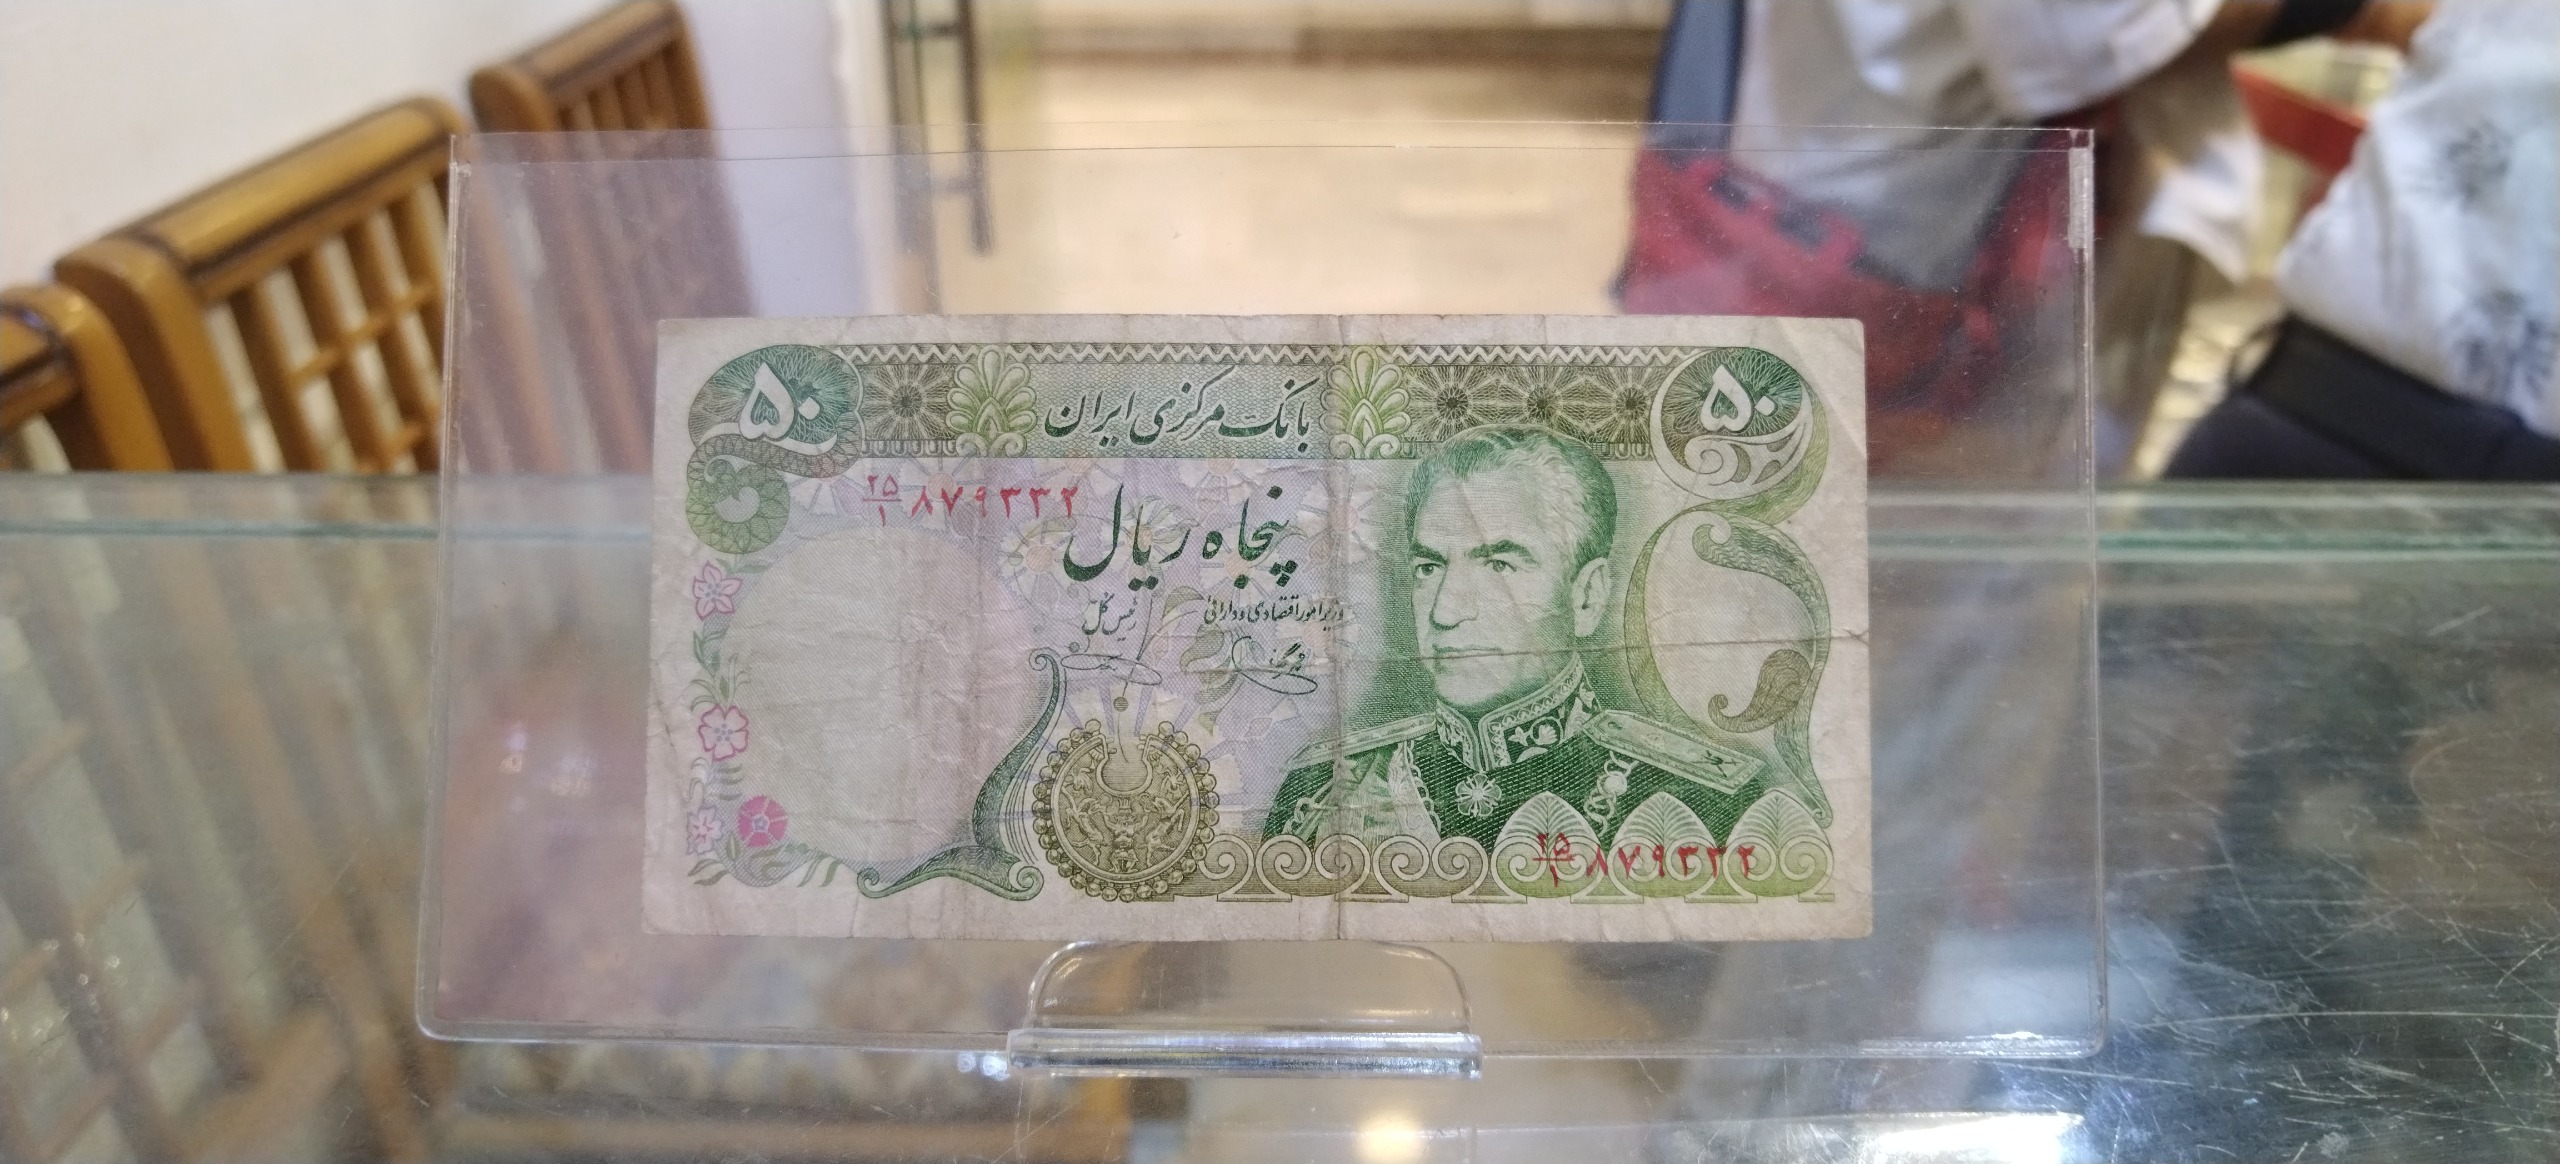 ۵۰
بانک مرکزی ایران
۵۰
۲۵/۱ ۸۷۹۳۳۲
پنجاه ریال
وزیر امور اقتصادی و دارائی
رئیس کل
۲۵/۱ ۸۷۹۳۳۲